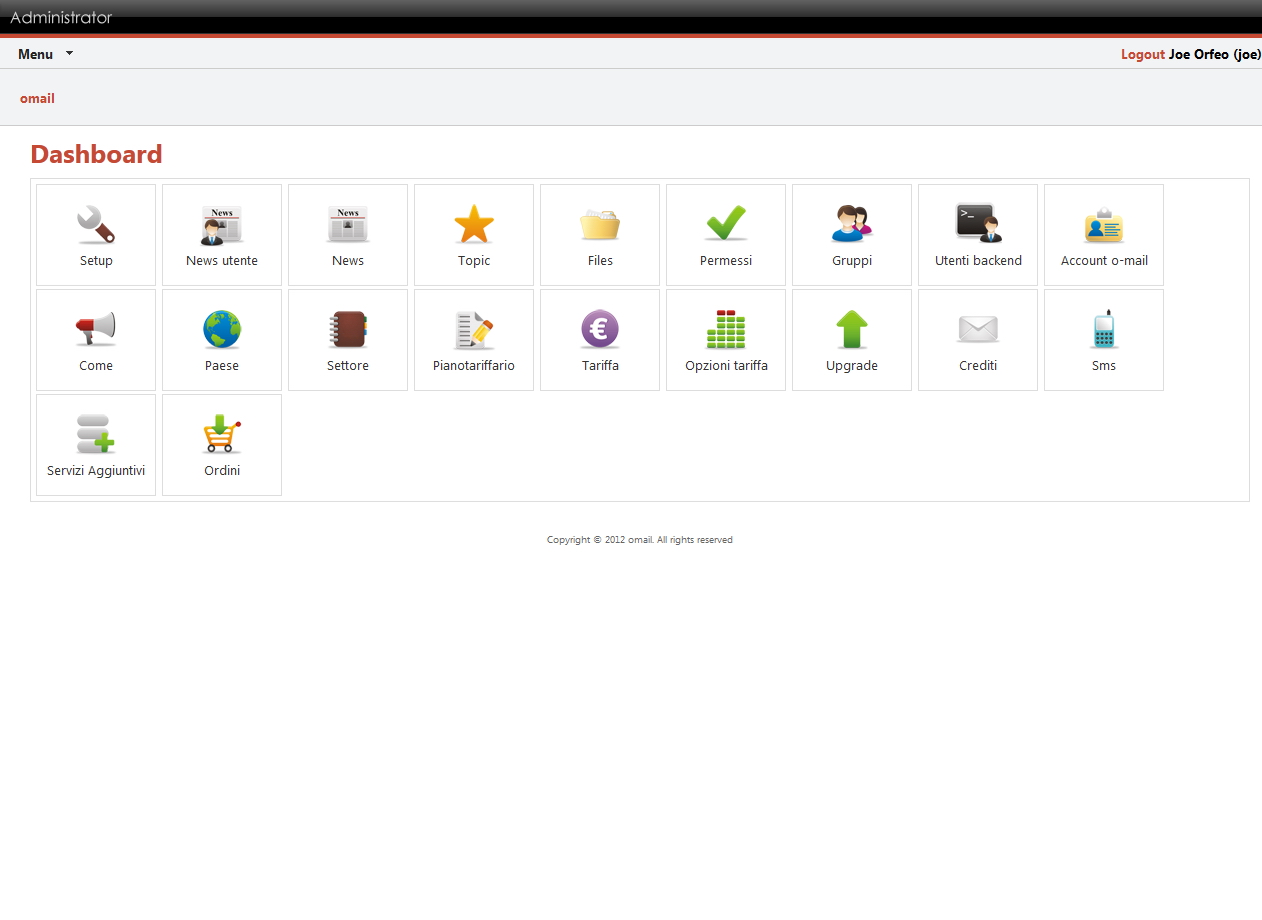 Administrator
Menu
Logout Joe Orfeo (joe)
omail
Dashboard
News
News
>_
Setup
News utente
News
Topic
Files
Permessi
Gruppi
Utenti backend
Account o-mail
€
Come
Paese
Settore
Pianotariffario
Tariffa
Opzioni tariffa
Upgrade
Crediti
Sms
Servizi Aggiuntivi
Ordini
Copyright © 2012 omail. All rights reserved